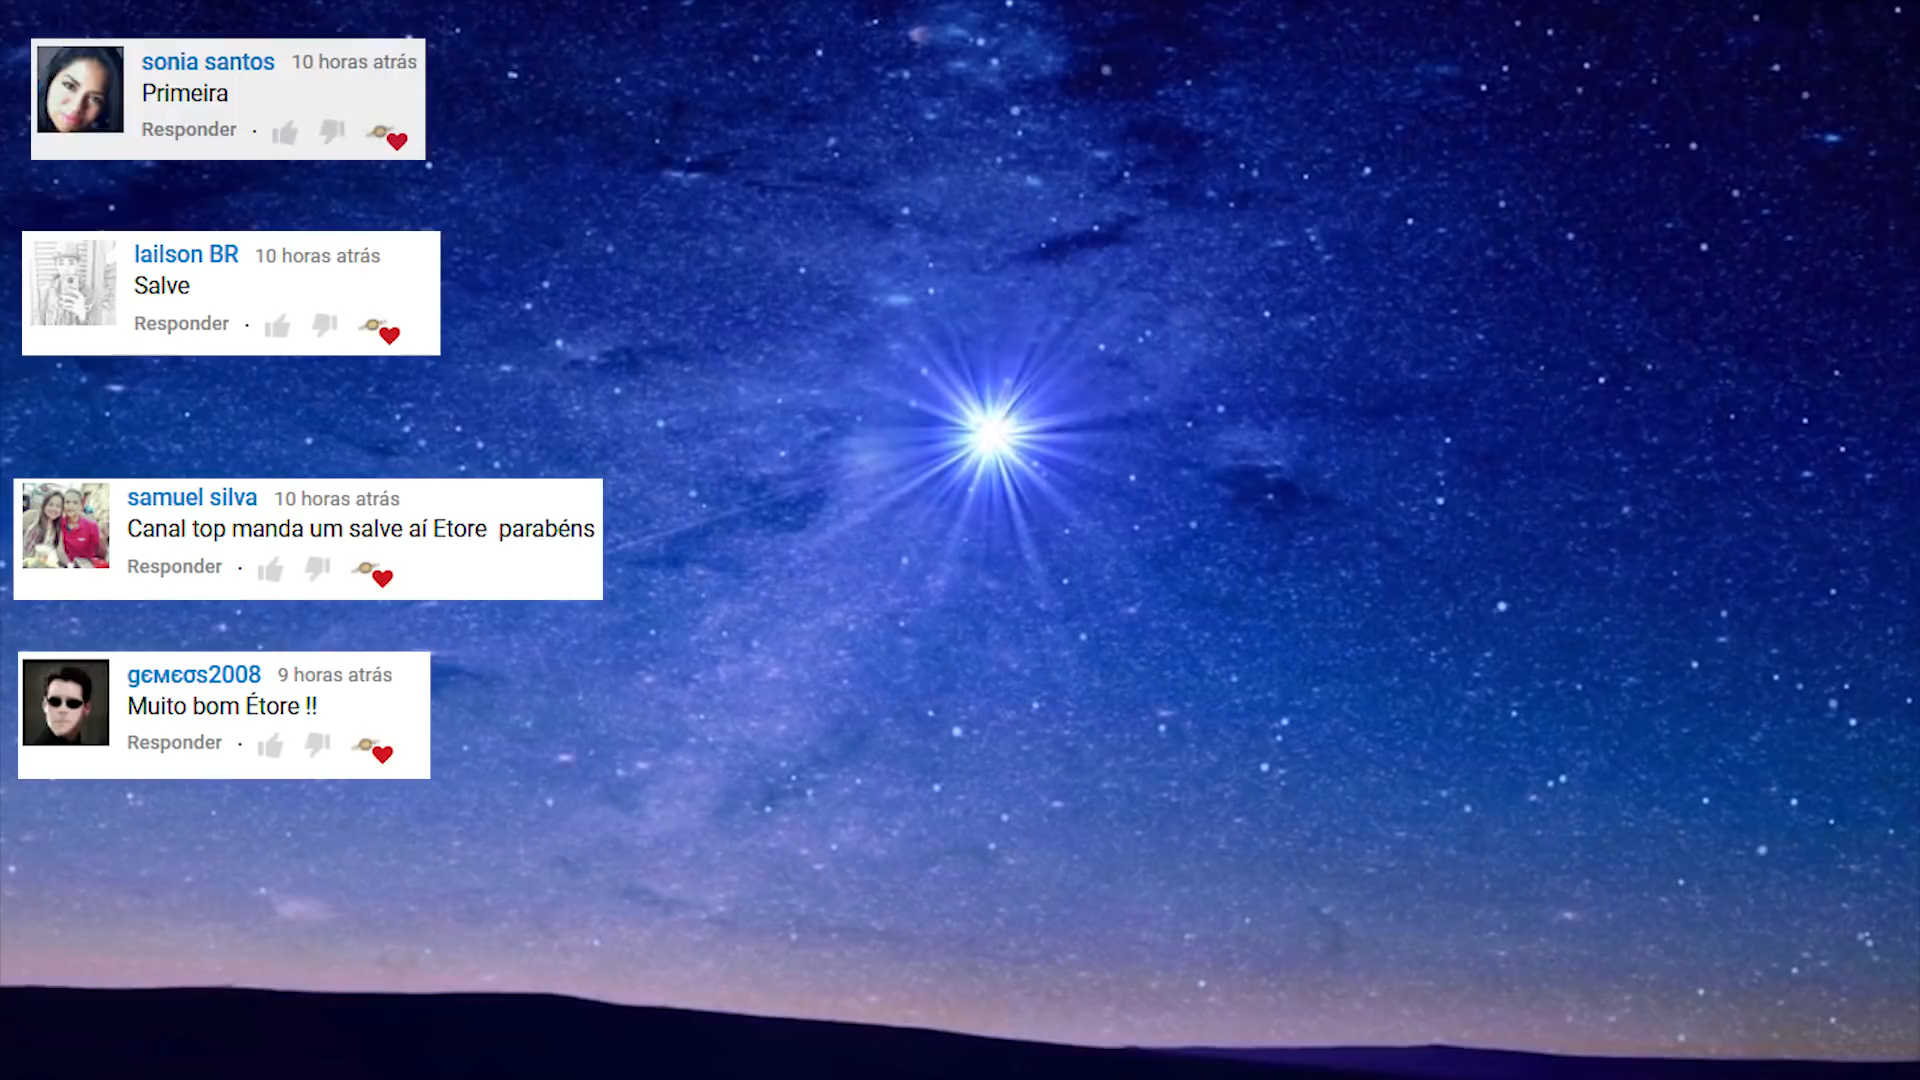 sonia santos 10 horas atrás
Primeira
Responder ·
lailson BR 10 horas atrás
Salve
Responder ·
samuel silva 10 horas atrás
Canal top manda um salve aí Etore  parabéns
Responder ·
gємєσs2008 9 horas atrás
Muito bom Étore !!
Responder ·